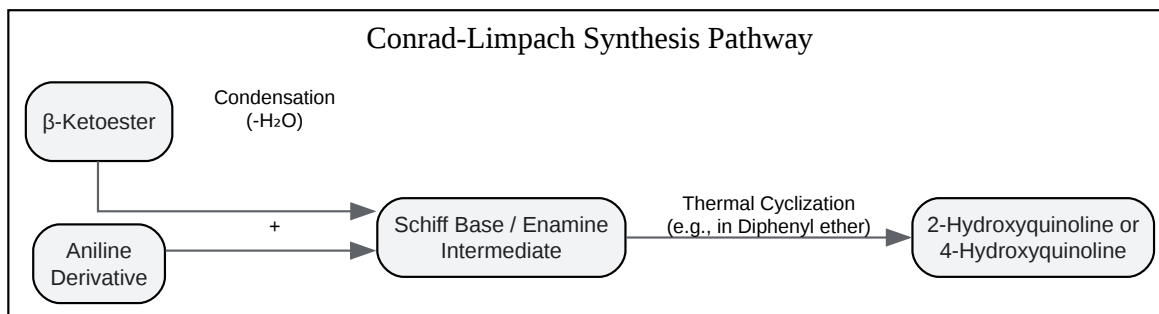 Conrad-Limpach Synthesis Pathway
β-Ketoester
Condensation
(-H₂O)
+
Aniline
Derivative
Schiff Base / Enamine
Intermediate
Thermal Cyclization
(e.g., in Diphenyl ether)
2-Hydroxyquinoline or
4-Hydroxyquinoline